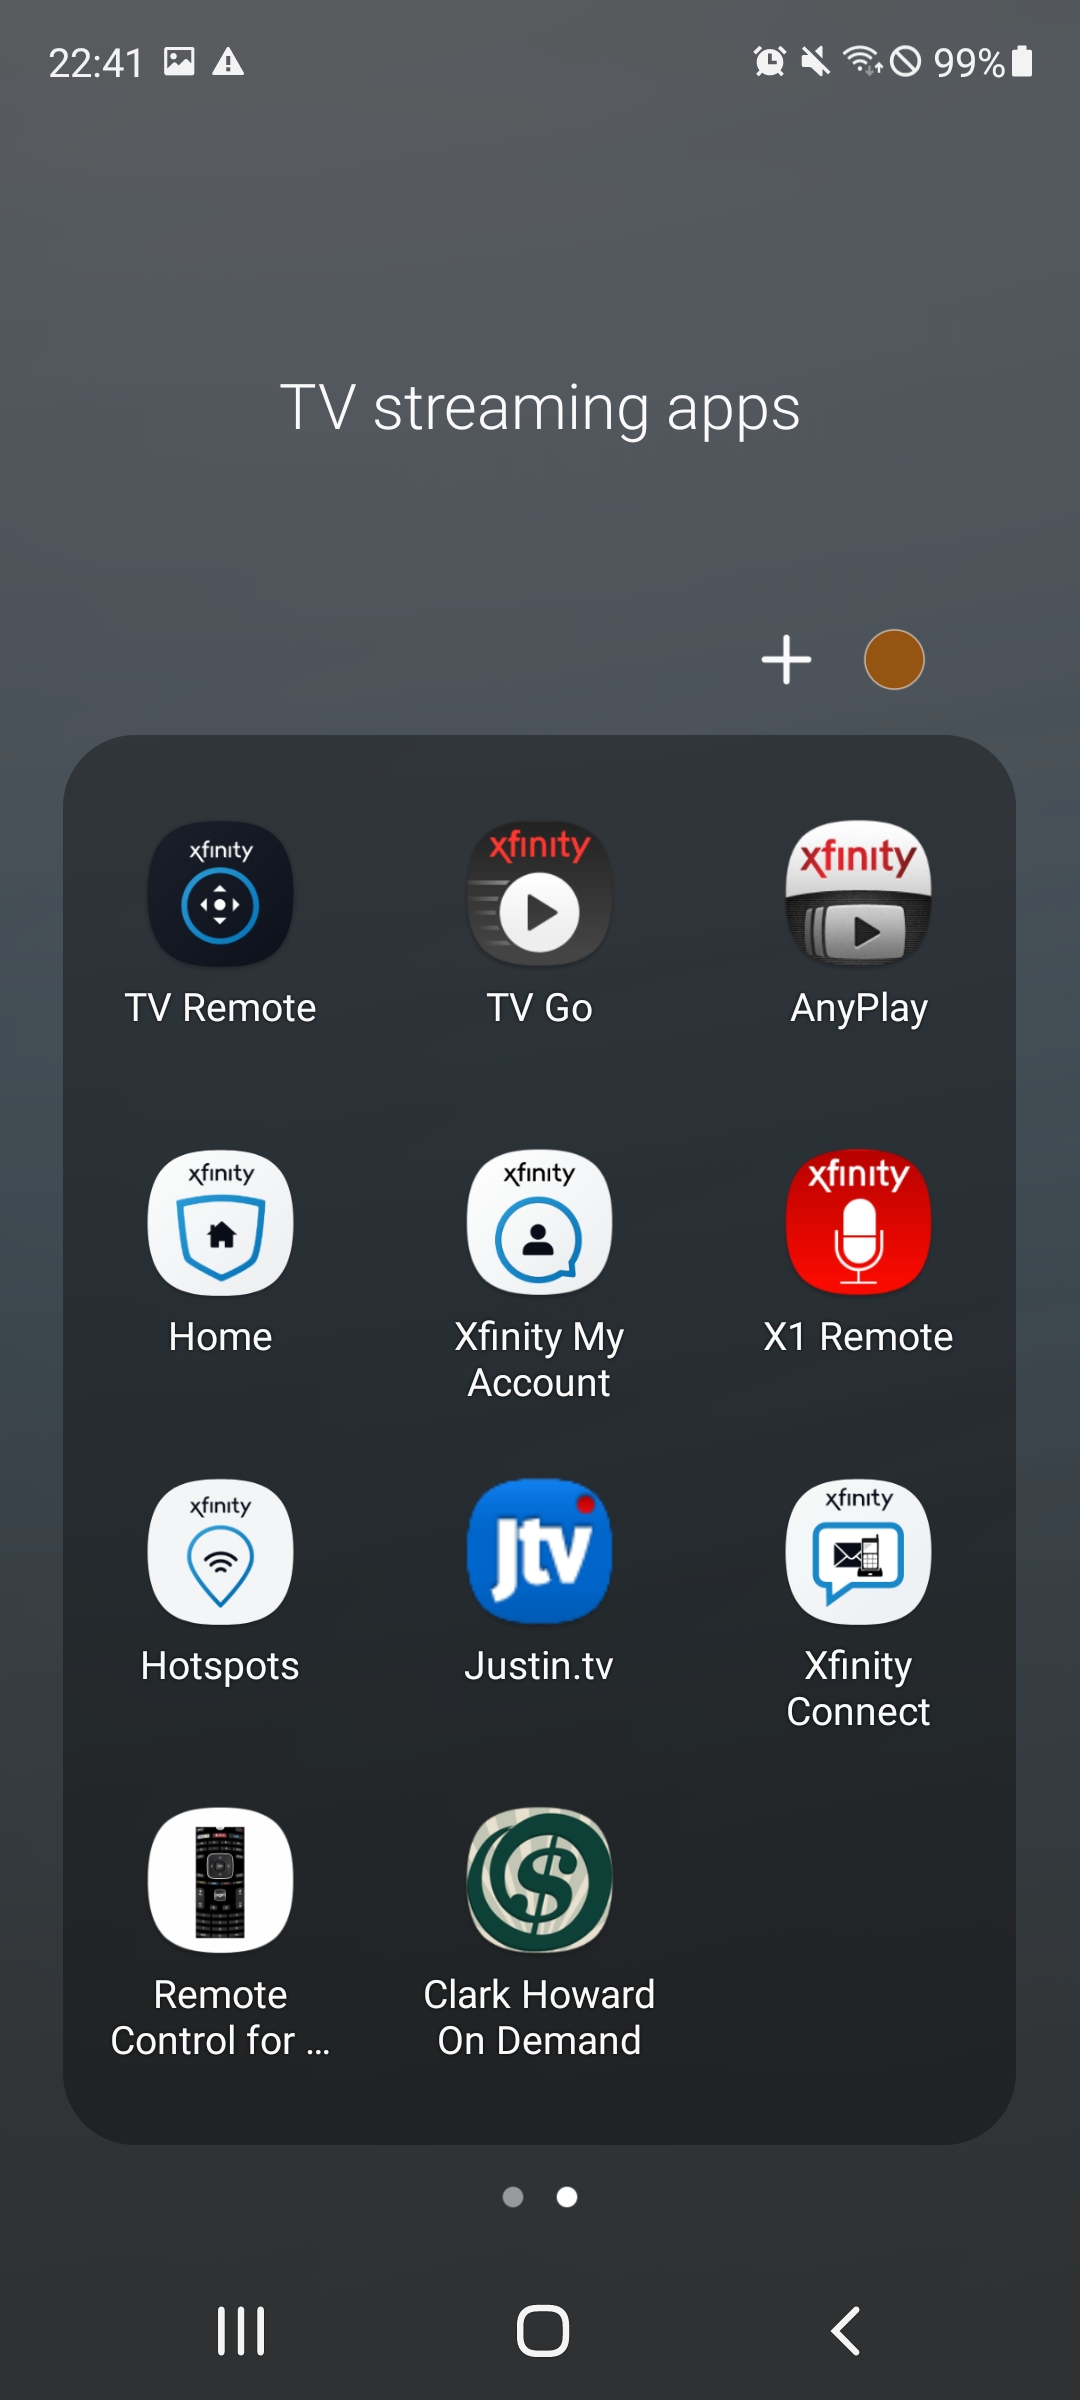 22:41
99%
TV streaming apps
xfinity
xfinity
xfinity
TV Remote
TV Go
AnyPlay
xfinity
xfinity
xfinity
Home
Xfinity My
Account
X1 Remote
xfinity
Jtv
xfinity
Hotspots
Justin.tv
Xfinity
Connect
$
Remote
Control for ...
Clark Howard
On Demand